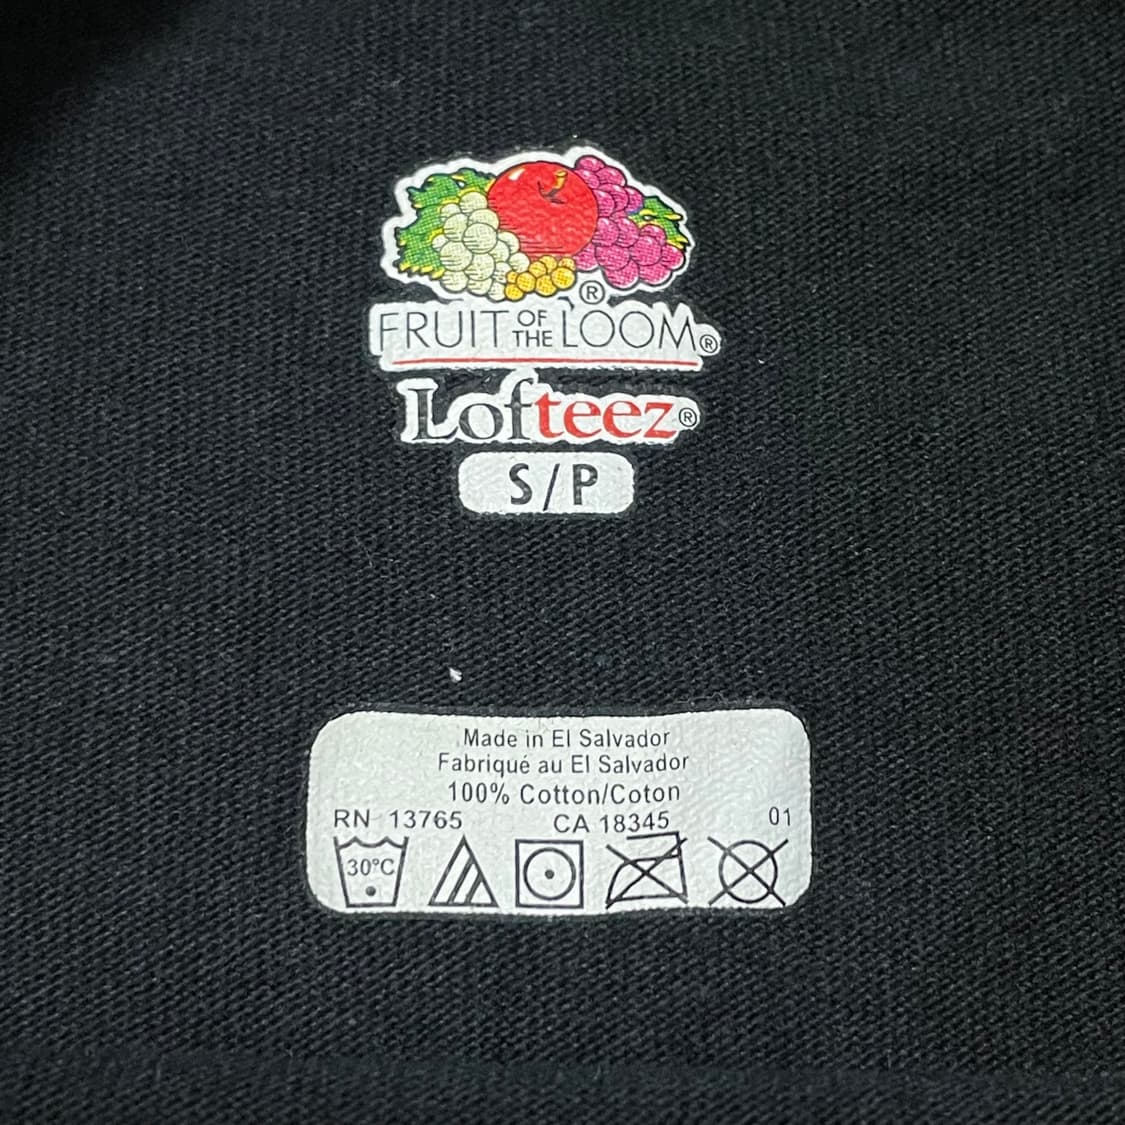 ®
FRUIT OF THE LOOM®
Lofteez®
S/P
Made in El Salvador
Fabriqué au El Salvador
100% Cotton/Coton
RN 13765 CA 18345 01
30°C